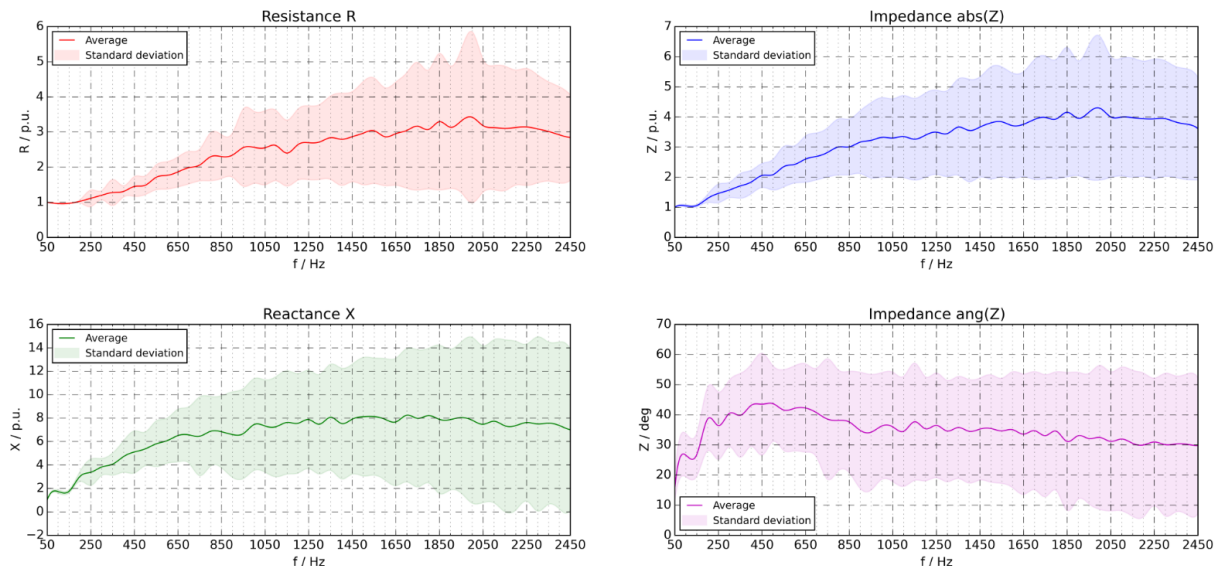 Resistance R
6
5
4
3
2
1
0
R / p.u.
Average
Standard deviation
50 250 450 650 850 1050 1250 1450 1650 1850 2050 2250 2450
f / Hz
Impedance abs(Z)
7
6
5
4
3
2
1
0
Z / p.u.
Average
Standard deviation
50 250 450 650 850 1050 1250 1450 1650 1850 2050 2250 2450
f / Hz
Reactance X
16
14
12
10
8
6
4
2
0
−2
X / p.u.
Average
Standard deviation
50 250 450 650 850 1050 1250 1450 1650 1850 2050 2250 2450
f / Hz
Impedance ang(Z)
70
60
50
40
30
20
10
0
Z / deg
Average
Standard deviation
50 250 450 650 850 1050 1250 1450 1650 1850 2050 2250 2450
f / Hz